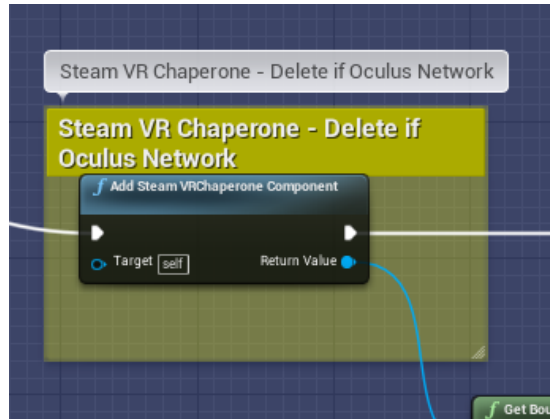 Steam VR Chaperone - Delete if Oculus Network
Steam VR Chaperone - Delete if
Oculus Network
f Add Steam VRChaperone Component
Target self Return Value
f Get Bou